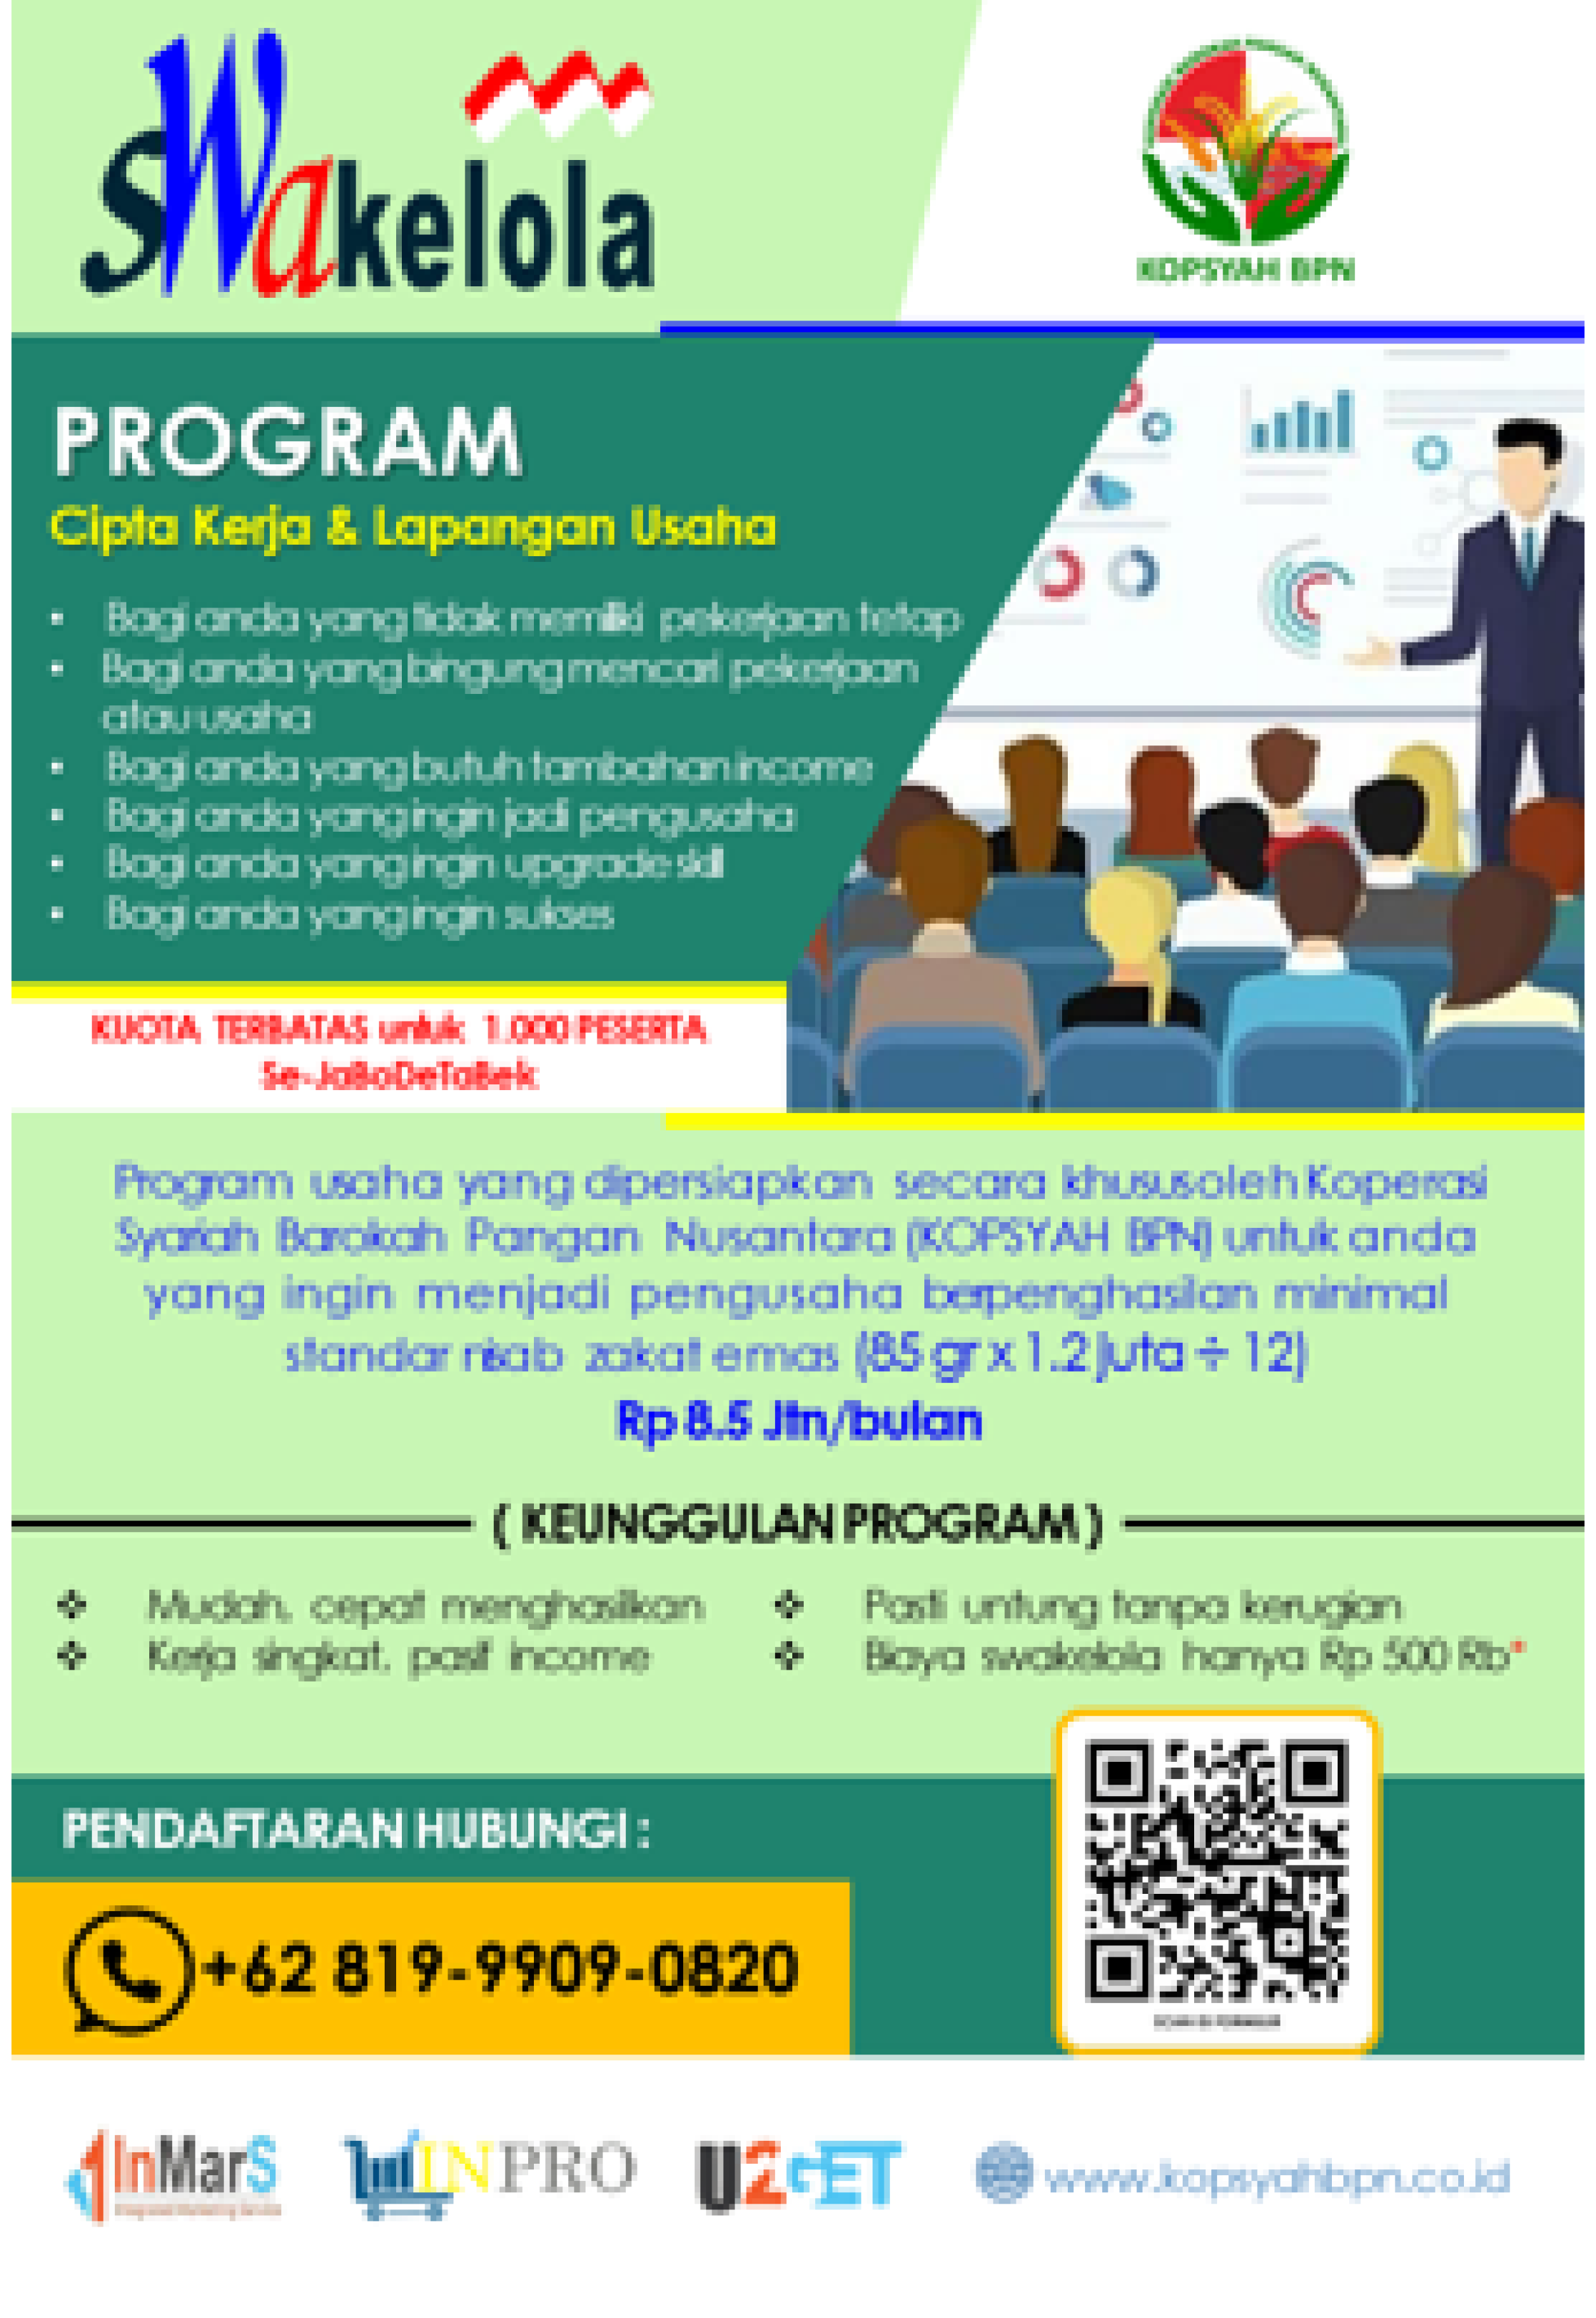 sWakelola
KOPSYAH BPN
PROGRAM
Cipta Kerja & Lapangan Usaha
• Bagi anda yang tidak memiliki pekerjaan tetap
• Bagi anda yang bingung mencari pekerjaan
atau usaha
• Bagi anda yang butuh tambahan income
• Bagi anda yang ingin jadi pengusaha
• Bagi anda yang ingin upgrade skill
• Bagi anda yang ingin sukses
KUOTA TERBATAS untuk 1.000 PESERTA
Se-JaBoDeTaBek
Program usaha yang dipersiapkan secara khusus oleh Koperasi
Syariah Barokah Pangan Nusantara (KOPSYAH BPN) untuk anda
yang ingin menjadi pengusaha berpenghasilan minimal
standar nisab zakat emas (85 gr x 1.2 Juta ÷ 12)
Rp 8.5 Jtn/bulan
( KEUNGGULAN PROGRAM )
❖ Mudah, cepat menghasilkan
❖ Kerja singkat, pasif income
❖ Pasti untung tanpa kerugian
❖ Biaya swakelola hanya Rp 500 Rb*
PENDAFTARAN HUBUNGI :
+62 819-9909-0820
InMarS
WINPRO
U2GET
www.kopsyahbpn.co.id